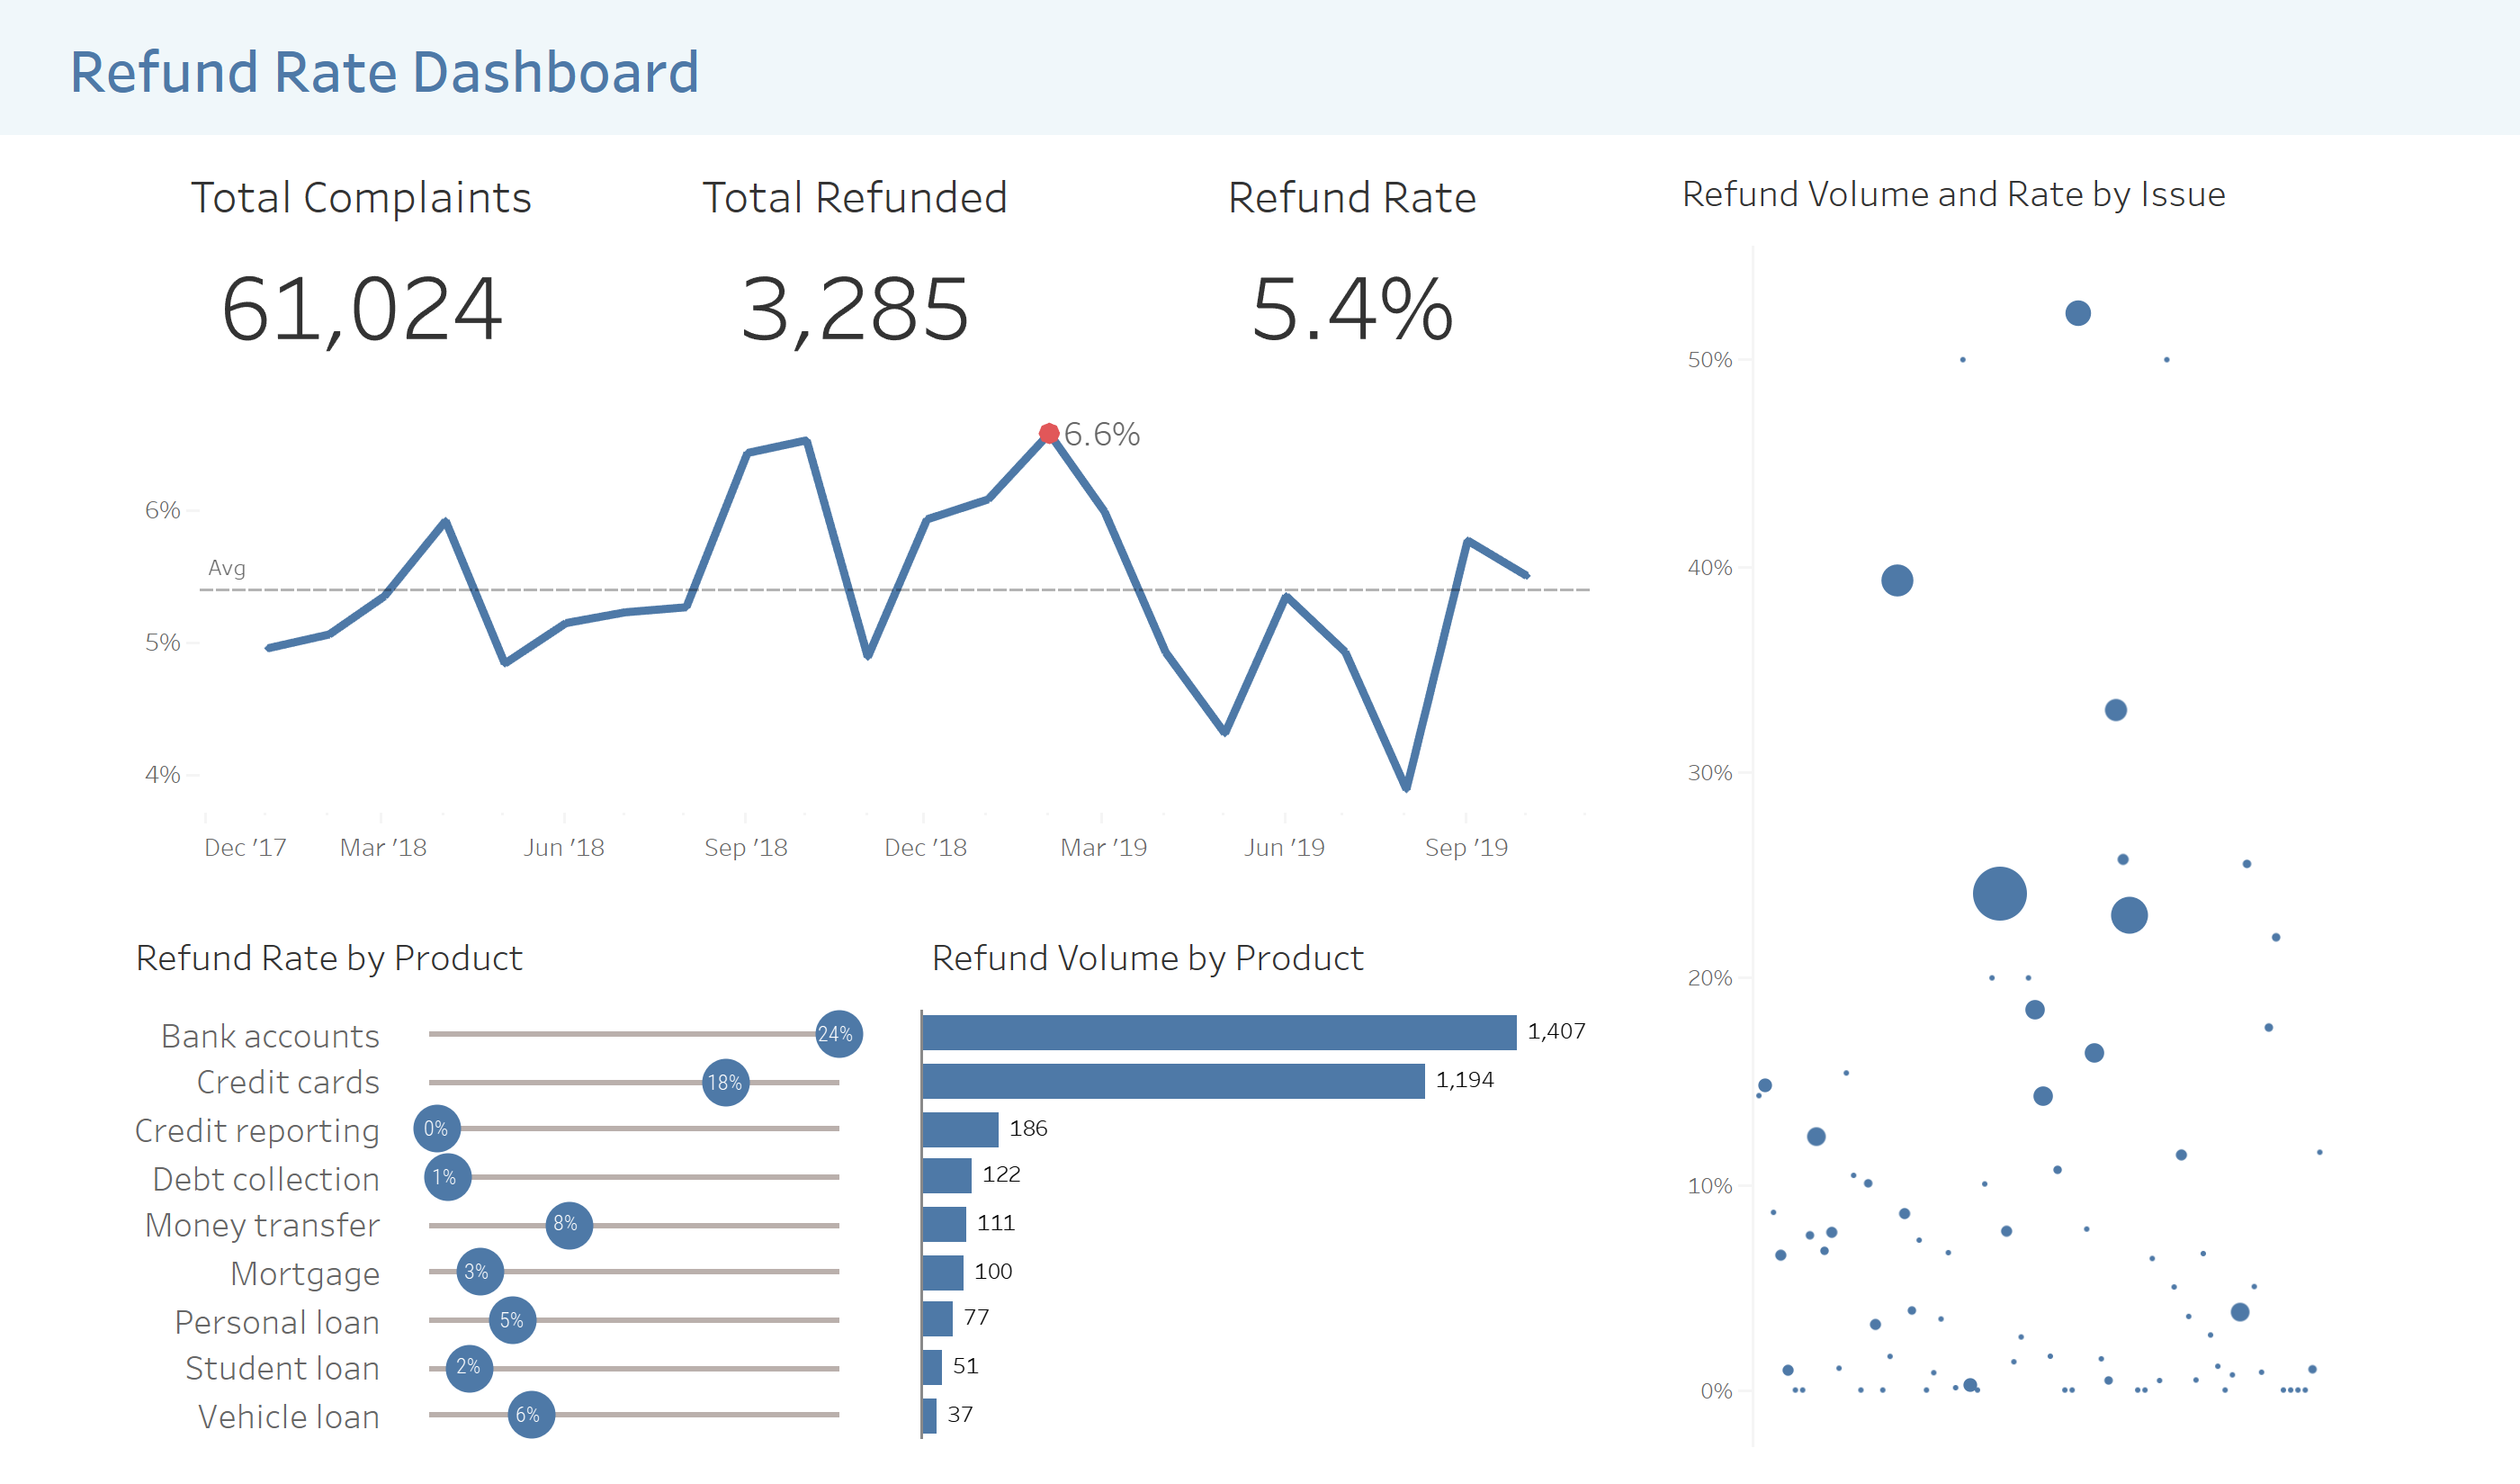 Refund Rate Dashboard
Total Complaints
61,024
Total Refunded
3,285
Refund Rate
5.4%
6.6%
6%
Avg
5%
4%
Dec '17 Mar '18 Jun '18 Sep '18 Dec '18 Mar '19 Jun '19 Sep '19
Refund Rate by Product
Bank accounts 24%
Credit cards 18%
Credit reporting 0%
Debt collection 1%
Money transfer 8%
Mortgage 3%
Personal loan 5%
Student loan 2%
Vehicle loan 6%
Refund Volume by Product
1,407
1,194
186
122
111
100
77
51
37
Refund Volume and Rate by Issue
50%
40%
30%
20%
10%
0%